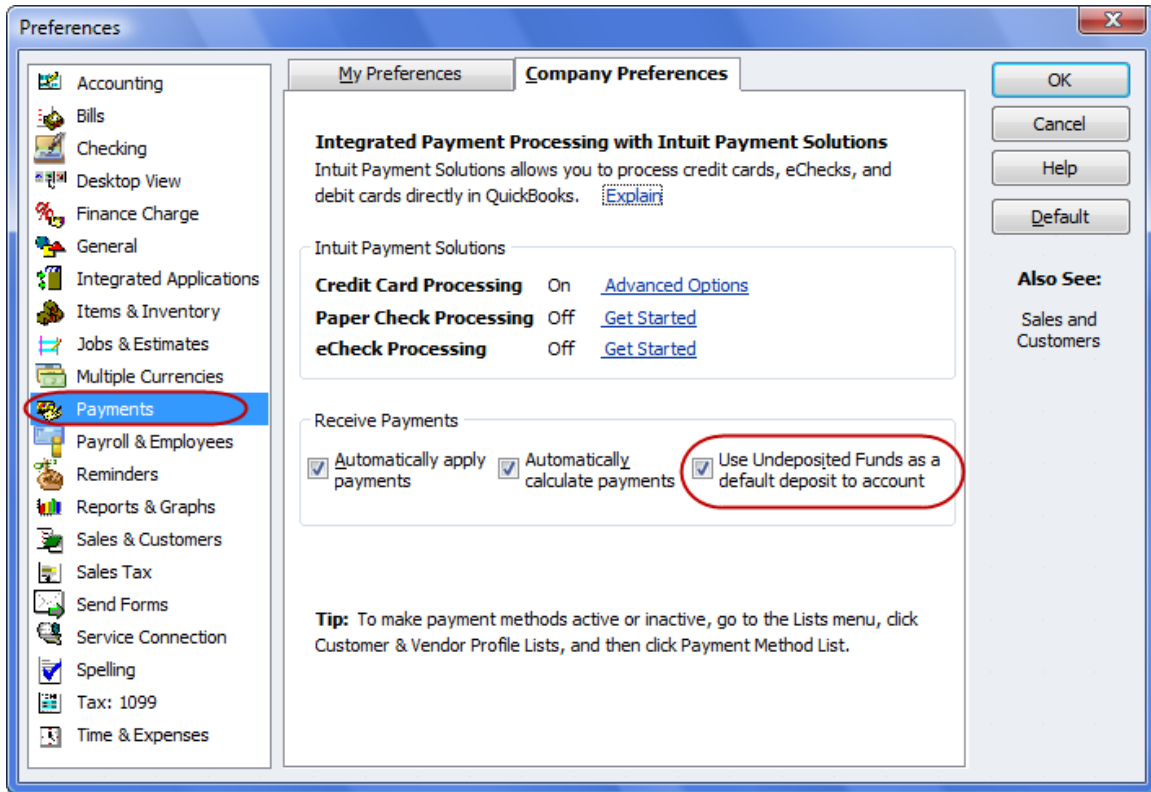 Preferences
Accounting
Bills
Checking
Desktop View
Finance Charge
General
Integrated Applications
Items & Inventory
Jobs & Estimates
Multiple Currencies
Payments
Payroll & Employees
Reminders
Reports & Graphs
Sales & Customers
Sales Tax
Send Forms
Service Connection
Spelling
Tax: 1099
Time & Expenses
My Preferences
Company Preferences
Integrated Payment Processing with Intuit Payment Solutions
Intuit Payment Solutions allows you to process credit cards, eChecks, and
debit cards directly in QuickBooks. Explain
Intuit Payment Solutions
Credit Card Processing On Advanced Options
Paper Check Processing Off Get Started
eCheck Processing Off Get Started
Receive Payments
Automatically apply
payments
Automatically
calculate payments
Use Undeposited Funds as a
default deposit to account
Tip: To make payment methods active or inactive, go to the Lists menu, click
Customer & Vendor Profile Lists, and then click Payment Method List.
OK
Cancel
Help
Default
Also See:
Sales and
Customers